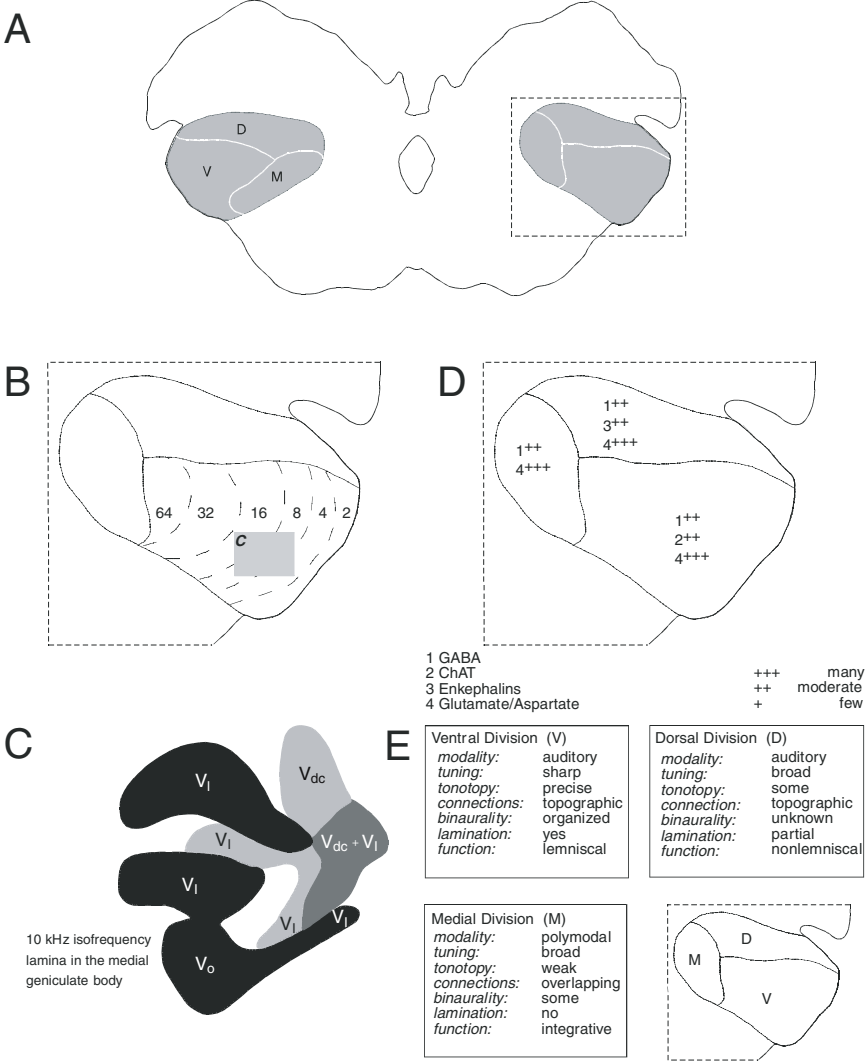 A
D
V
M
B
64 32 16 8 4 2
C
D
1++
3++
4+++
1++
4+++
1++
2++
4+++
1 GABA
2 ChAT
3 Enkephalins
4 Glutamate/Aspartate
+++ many
++ moderate
+ few
C
Vl
Vdc
Vl
Vdc + Vl
Vl
Vl
Vl
Vo
10 kHz isofrequency
lamina in the medial
geniculate body
E
Ventral Division (V)
modality: auditory
tuning: sharp
tonotopy: precise
connections: topographic
binaurality: organized
lamination: yes
function: lemniscal
Dorsal Division (D)
modality: auditory
tuning: broad
tonotopy: some
connection: topographic
binaurality: unknown
lamination: partial
function: nonlemniscal
Medial Division (M)
modality: polymodal
tuning: broad
tonotopy: weak
connections: overlapping
binaurality: some
lamination: no
function: integrative
D
M
V